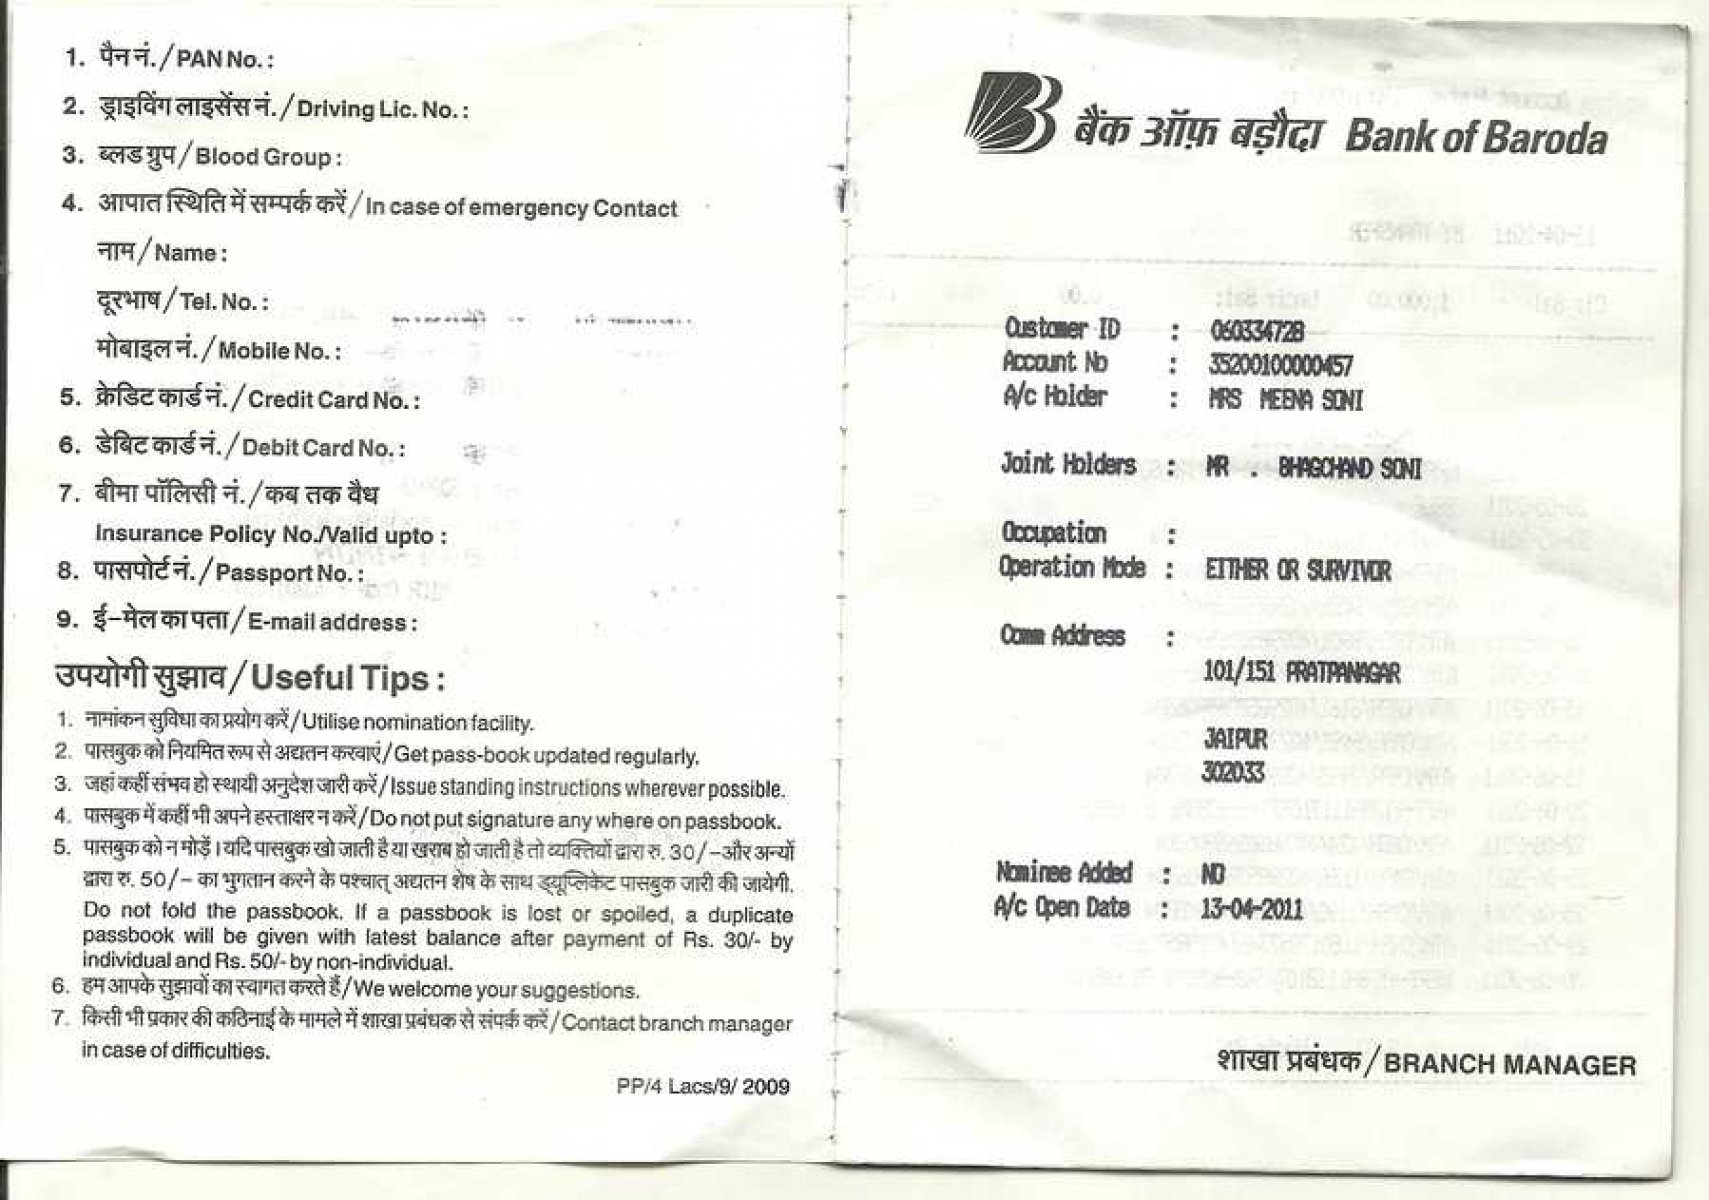 1. पैन नं./PAN No. :
2. ड्राइविंग लाइसेंस नं./Driving Lic. No. :
3. ब्लड ग्रुप/Blood Group :
4. आपात स्थिति में सम्पर्क करें/In case of emergency Contact
नाम/Name :
दूरभाष/Tel. No. :
मोबाइल नं./Mobile No. :
5. क्रेडिट कार्ड नं./Credit Card No. :
6. डेबिट कार्ड नं./Debit Card No. :
7. बीमा पॉलिसी नं./कब तक वैध
Insurance Policy No./Valid upto :
8. पासपोर्ट नं./Passport No. :
9. ई-मेल का पता/E-mail address :
उपयोगी सुझाव/Useful Tips :
1. नामांकन सुविधा का प्रयोग करें/Utilise nomination facility.
2. पासबुक को नियमित रूप से अद्यतन करवाएं/Get pass-book updated regularly.
3. जहां कहीं संभव हो स्थायी अनुदेश जारी करें/Issue standing instructions wherever possible.
4. पासबुक में कहीं भी अपने हस्ताक्षर न करें/Do not put signature any where on passbook.
5. पासबुक को न मोड़ें। यदि पासबुक खो जाती है या खराब हो जाती है तो व्यक्तियों द्वारा रु. 30/-और अन्यों
द्वारा रु. 50/- का भुगतान करने के पश्चात् अद्यतन शेष के साथ ड्यूप्लिकेट पासबुक जारी की जायेगी.
Do not fold the passbook. If a passbook is lost or spoiled, a duplicate
passbook will be given with latest balance after payment of Rs. 30/- by
individual and Rs. 50/- by non-individual.
6. हम आपके सुझावों का स्वागत करते हैं/We welcome your suggestions.
7. किसी भी प्रकार की कठिनाई के मामले में शाखा प्रबंधक से संपर्क करें/Contact branch manager
in case of difficulties.
PP/4 Lacs/9/ 2009
बैंक ऑफ़ बड़ौदा Bank of Baroda
Customer ID : 060334728
Account No : 35200100000457
A/c Holder : MRS MEENA SONI
Joint Holders : MR . BHAGCHAND SONI
Occupation :
Operation Mode : EITHER OR SURVIVOR
Comm Address :
101/151 PRATPANAGAR
JAIPUR
302033
Nominee Added : NO
A/c Open Date : 13-04-2011
शाखा प्रबंधक/BRANCH MANAGER